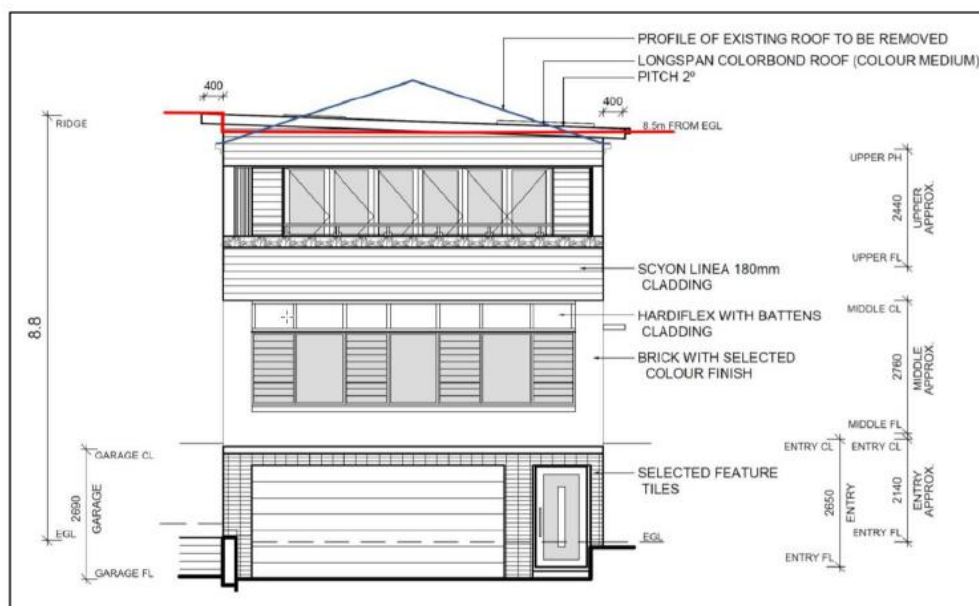 PROFILE OF EXISTING ROOF TO BE REMOVED
LONGSPAN COLORBOND ROOF (COLOUR MEDIUM)
PITCH 2º
400
400
RIDGE
8.5m FROM EGL
UPPER PH
2440
UPPER
APPROX.
UPPER FL
SCYON LINEA 180mm
CLADDING
8.8
HARDIFLEX WITH BATTENS
CLADDING
MIDDLE CL
BRICK WITH SELECTED
COLOUR FINISH
2760
MIDDLE
APPROX.
MIDDLE FL
GARAGE CL
ENTRY CL
ENTRY CL
SELECTED FEATURE
TILES
2690
GARAGE
2650
ENTRY
2140
ENTRY
APPROX.
EGL
EGL
ENTRY FL
ENTRY FL
GARAGE FL